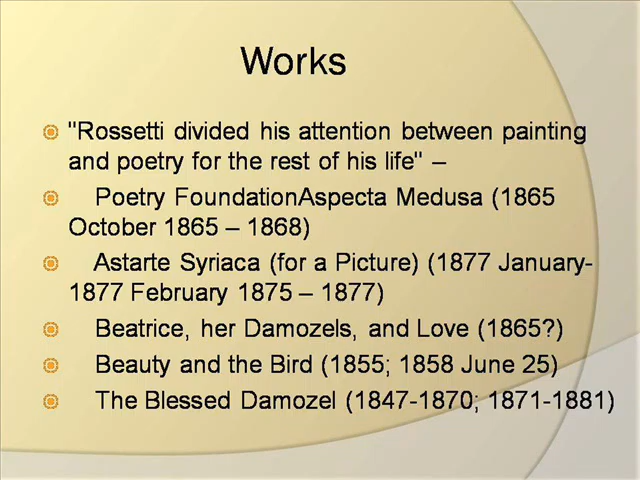 Works
"Rossetti divided his attention between painting
and poetry for the rest of his life" –
Poetry FoundationAspecta Medusa (1865
October 1865 – 1868)
Astarte Syriaca (for a Picture) (1877 January-
1877 February 1875 – 1877)
Beatrice, her Damozels, and Love (1865?)
Beauty and the Bird (1855; 1858 June 25)
The Blessed Damozel (1847-1870; 1871-1881)